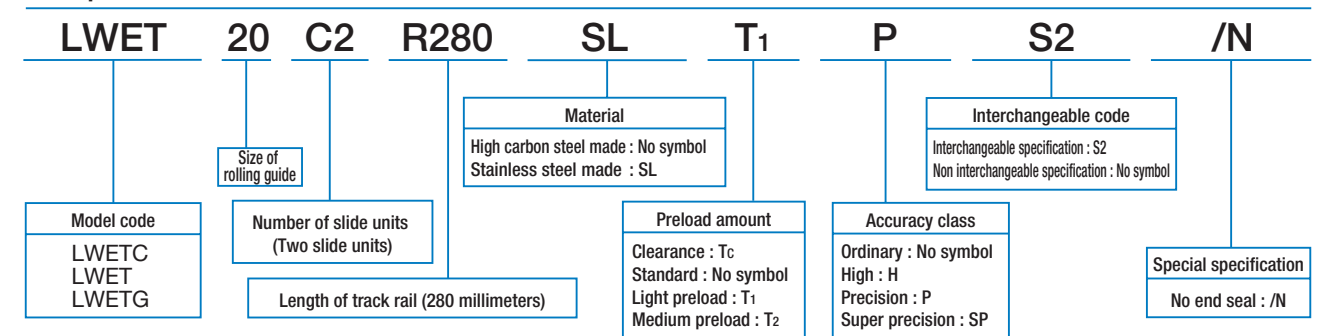 LWET 20 C2 R280 SL T1 P S2 /N
Material
High carbon steel made : No symbol
Stainless steel made : SL
Interchangeable code
Interchangeable specification : S2
Non interchangeable specification : No symbol
Size of
rolling guide
Model code
LWETC
LWET
LWETG
Number of slide units
(Two slide units)
Length of track rail (280 millimeters)
Preload amount
Clearance : Tc
Standard : No symbol
Light preload : T1
Medium preload : T2
Accuracy class
Ordinary : No symbol
High : H
Precision : P
Super precision : SP
Special specification
No end seal : /N